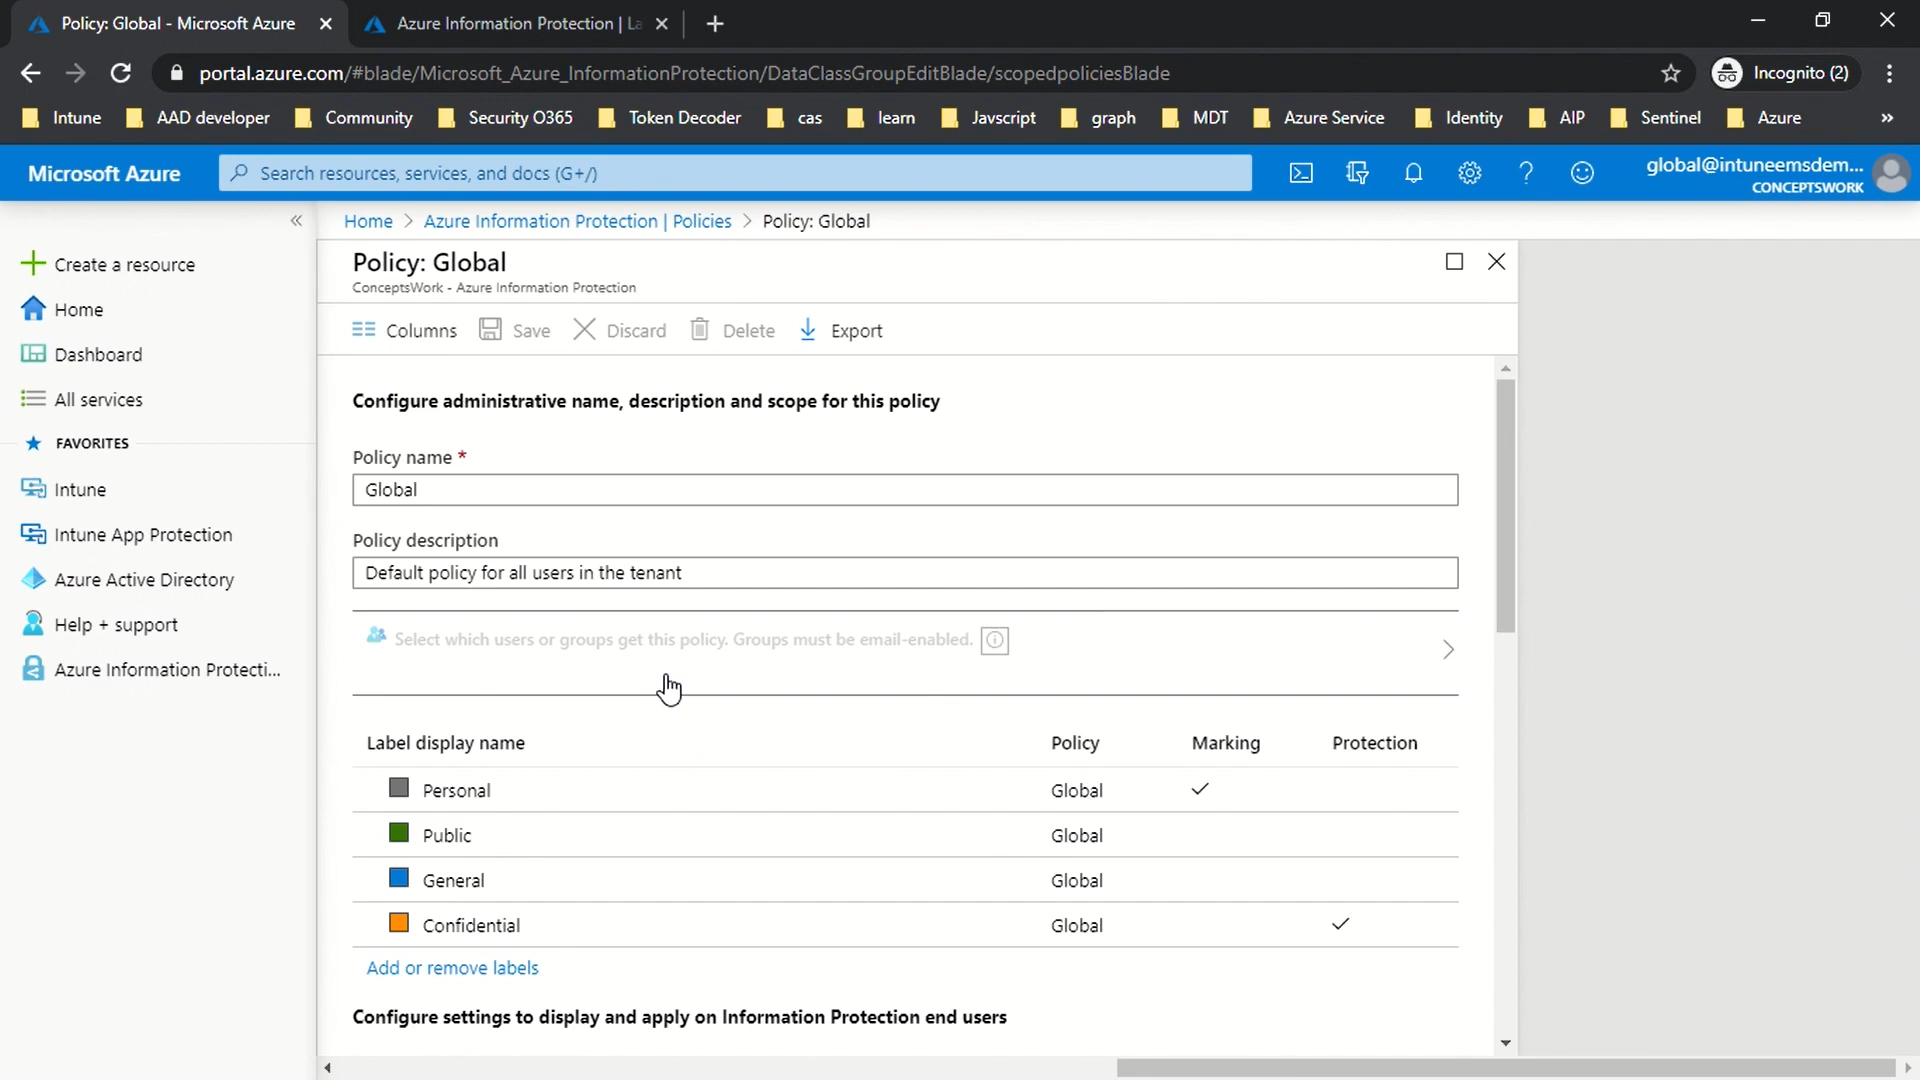 Policy: Global - Microsoft Azure
Azure Information Protection | La
portal.azure.com/#blade/Microsoft_Azure_InformationProtection/DataClassGroupEditBlade/scopedpoliciesBlade
Incognito (2)
Intune
AAD developer
Community
Security O365
Token Decoder
cas
learn
Javscript
graph
MDT
Azure Service
Identity
AIP
Sentinel
Azure
»
Microsoft Azure
Search resources, services, and docs (G+/)
global@intuneemsdem...
CONCEPTSWORK
Home > Azure Information Protection | Policies > Policy: Global
Create a resource
Home
Dashboard
All services
FAVORITES
Intune
Intune App Protection
Azure Active Directory
Help + support
Azure Information Protecti...
Policy: Global
ConceptsWork - Azure Information Protection
Columns
Save
Discard
Delete
Export
Configure administrative name, description and scope for this policy
Policy name *
Global
Policy description
Default policy for all users in the tenant
Select which users or groups get this policy. Groups must be email-enabled.
Label display name Policy Marking Protection
Personal Global ✓
Public Global
General Global
Confidential Global ✓
Add or remove labels
Configure settings to display and apply on Information Protection end users